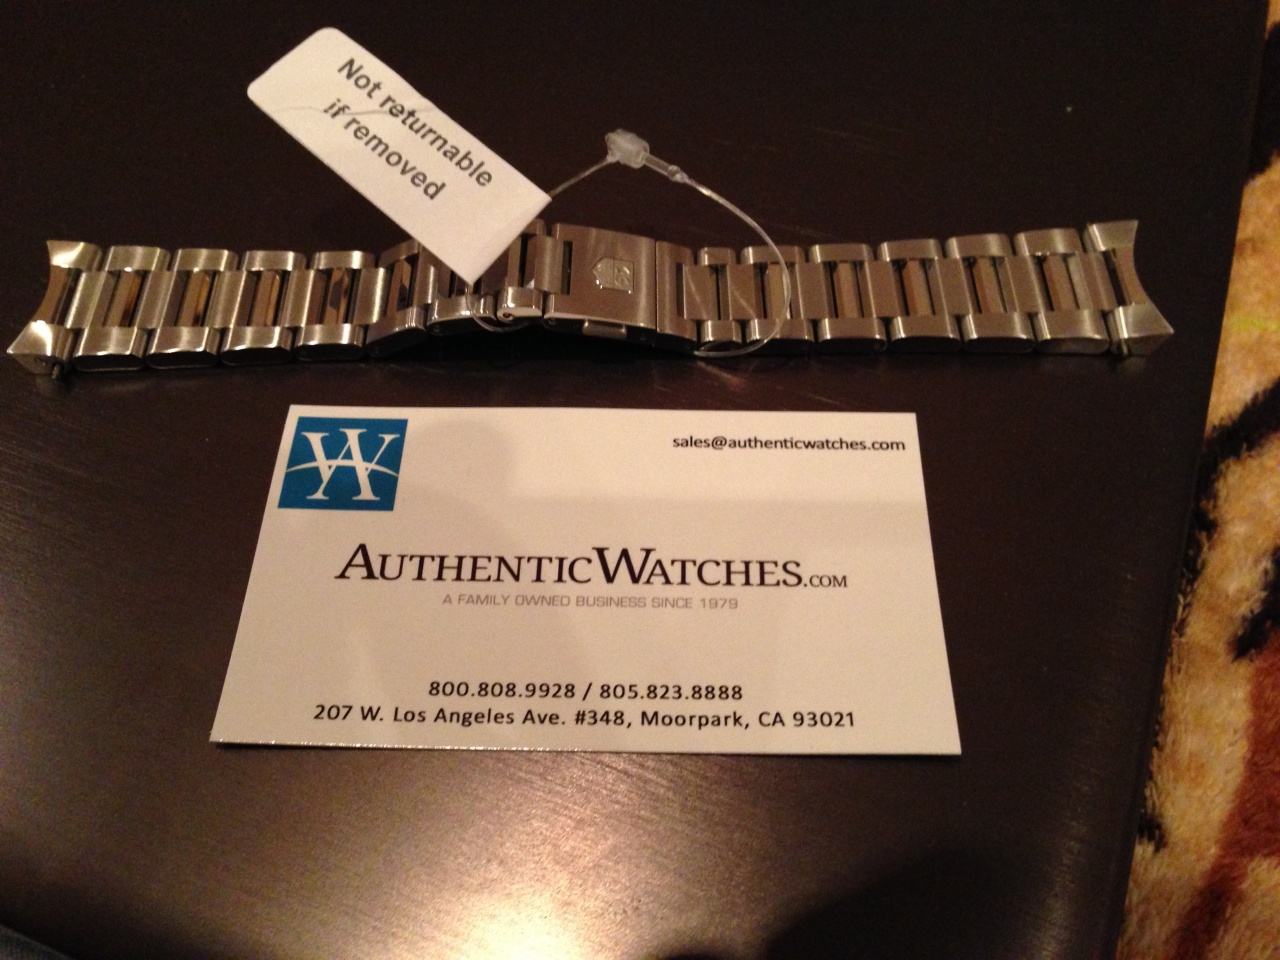 Not returnable
if removed
sales@authenticwatches.com
AUTHENTICWATCHES.COM
A FAMILY OWNED BUSINESS SINCE 1979
800.808.9928 / 805.823.8888
207 W. Los Angeles Ave. #348, Moorpark, CA 93021